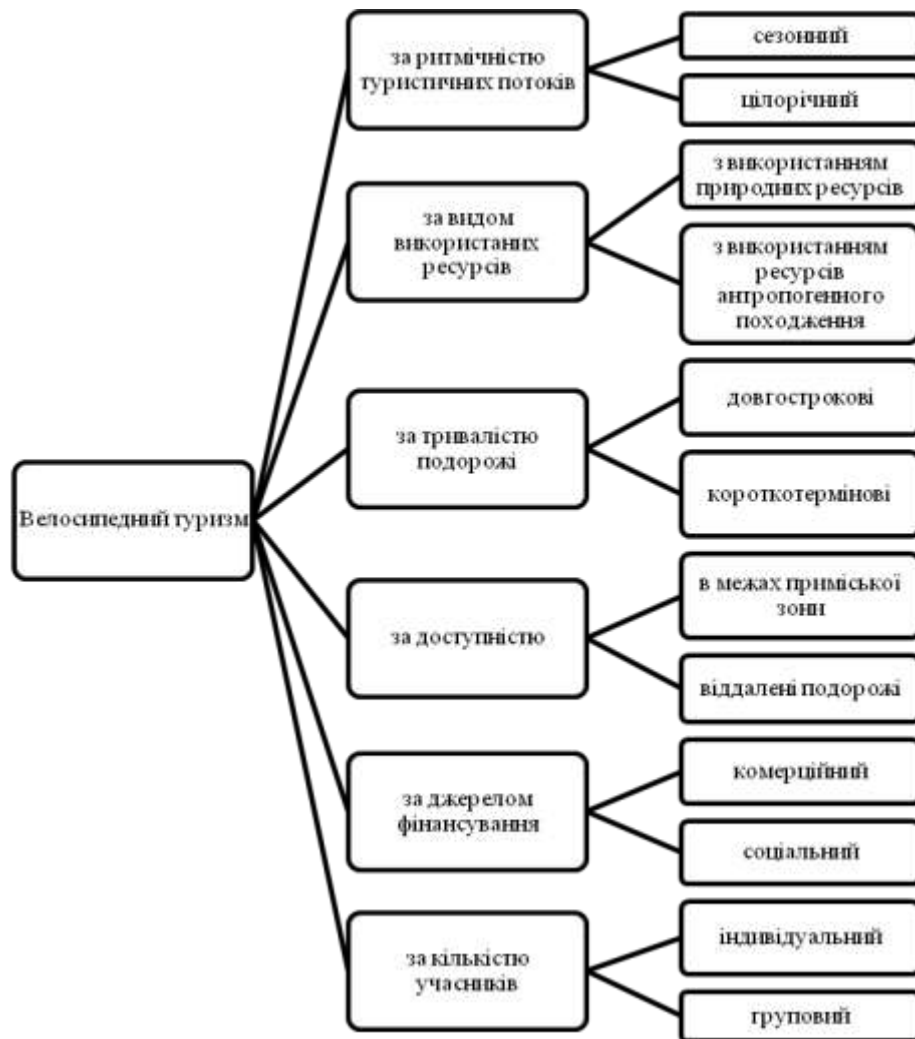 Велосипедний туризм
за ритмічністю
туристичних потоків
сезонний
цілорічний
за видом
використаних
ресурсів
з використанням
природних ресурсів
з використанням
ресурсів
антропогенного
походження
за тривалістю
подорожі
довгострокові
короткотермінові
за доступністю
в межах приміської
зони
віддалені подорожі
за джерелом
фінансування
комерційний
соціальний
за кількістю
учасників
індивідуальний
груповий